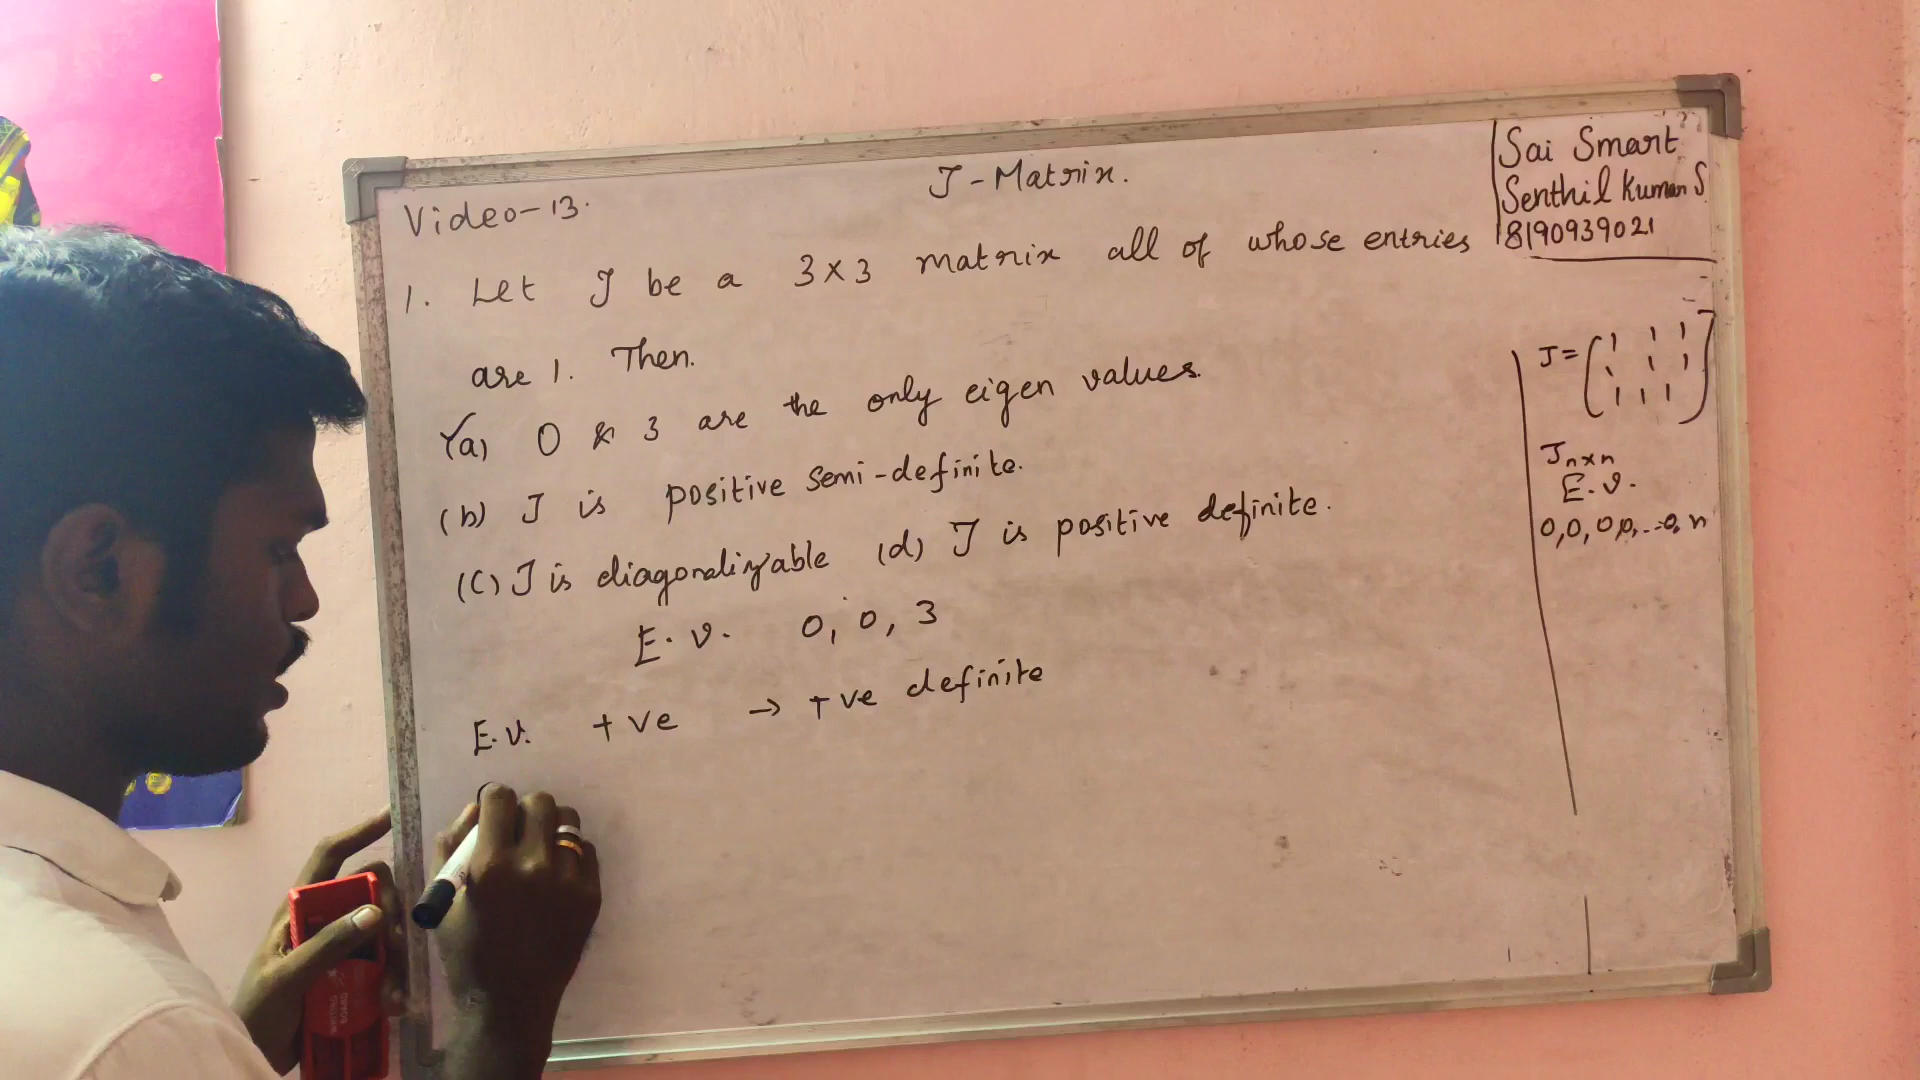 J-Matrix.
Sai Smart
Senthil Kumar S
8190939021
Video-13.
1. Let J be a 3×3 matrix all of whose entries
are 1. Then.
(a) 0 & 3 are the only eigen values.
(b) J is positive semi-definite.
(c) J is diagonalizable (d) J is positive definite.
E.v. 0, 0, 3
E.v. +ve → +ve definite
J = [1 1 1
1 1 1
1 1 1]
J n×n
E.v.
0,0,0,0,...0, n